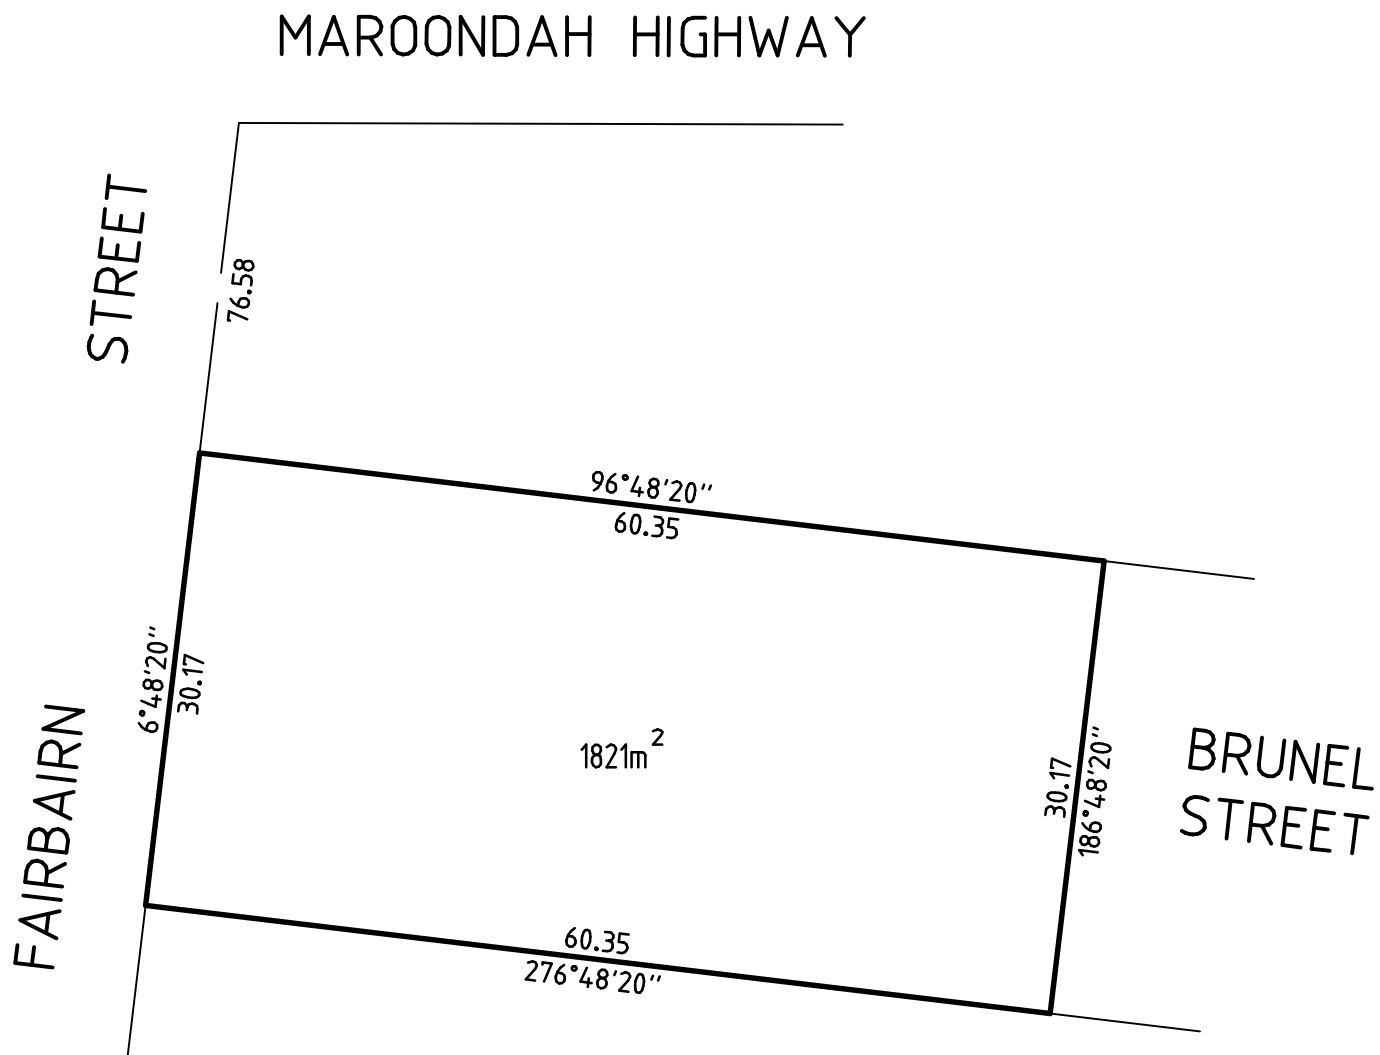 MAROONDAH HIGHWAY
FAIRBAIRN STREET
76.58
96°48'20"
60.35
6°48'20"
30.17
1821m²
30.17
186°48'20"
BRUNEL
STREET
60.35
276°48'20"